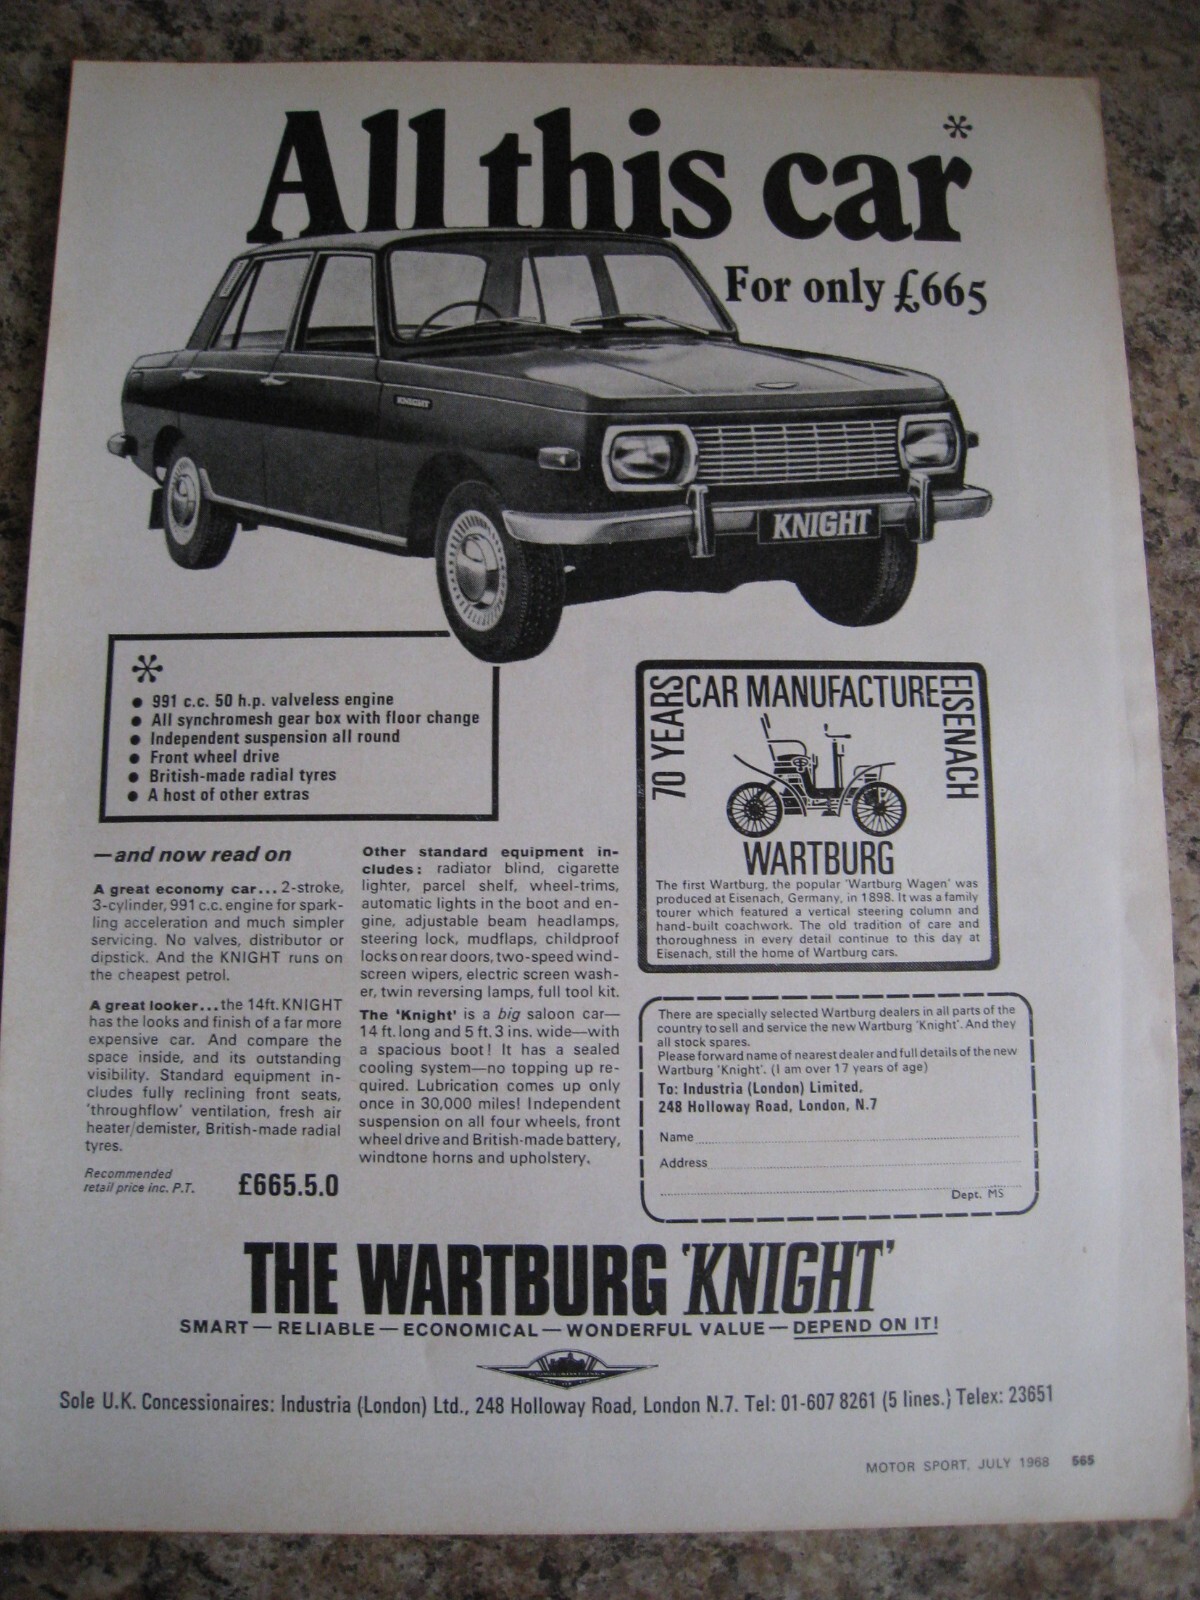 All this car*
For only £665
KNIGHT
KNIGHT
*
● 991 c.c. 50 h.p. valveless engine
● All synchromesh gear box with floor change
● Independent suspension all round
● Front wheel drive
● British-made radial tyres
● A host of other extras
—and now read on
A great economy car... 2-stroke,
3-cylinder, 991 c.c. engine for spark-
ling acceleration and much simpler
servicing. No valves, distributor or
dipstick. And the KNIGHT runs on
the cheapest petrol.
A great looker...the 14ft. KNIGHT
has the looks and finish of a far more
expensive car. And compare the
space inside, and its outstanding
visibility. Standard equipment in-
cludes fully reclining front seats,
'throughflow' ventilation, fresh air
heater/demister, British-made radial
tyres.
Recommended
retail price inc. P.T.
£665.5.0
Other standard equipment in-
cludes: radiator blind, cigarette
lighter, parcel shelf, wheel-trims,
automatic lights in the boot and en-
gine, adjustable beam headlamps,
steering lock, mudflaps, childproof
locks on rear doors, two-speed wind-
screen wipers, electric screen wash-
er, twin reversing lamps, full tool kit.
The 'Knight' is a big saloon car—
14 ft. long and 5 ft. 3 ins. wide—with
a spacious boot! It has a sealed
cooling system—no topping up re-
quired. Lubrication comes up only
once in 30,000 miles! Independent
suspension on all four wheels, front
wheel drive and British-made battery,
windtone horns and upholstery.
70 YEARS
CAR MANUFACTURE
EISENACH
WARTBURG
The first Wartburg, the popular 'Wartburg Wagen' was
produced at Eisenach, Germany, in 1898. It was a family
tourer which featured a vertical steering column and
hand-built coachwork. The old tradition of care and
thoroughness in every detail continue to this day at
Eisenach, still the home of Wartburg cars.
There are specially selected Wartburg dealers in all parts of the
country to sell and service the new Wartburg 'Knight'. And they
all stock spares.
Please forward name of nearest dealer and full details of the new
Wartburg 'Knight'. (I am over 17 years of age)
To: Industria (London) Limited,
248 Holloway Road, London, N.7
Name
Address
Dept. MS
THE WARTBURG 'KNIGHT'
SMART—RELIABLE—ECONOMICAL—WONDERFUL VALUE—DEPEND ON IT!
Sole U.K. Concessionaires: Industria (London) Ltd., 248 Holloway Road, London N.7. Tel: 01-607 8261 (5 lines.) Telex: 23651
MOTOR SPORT, JULY 1968 565